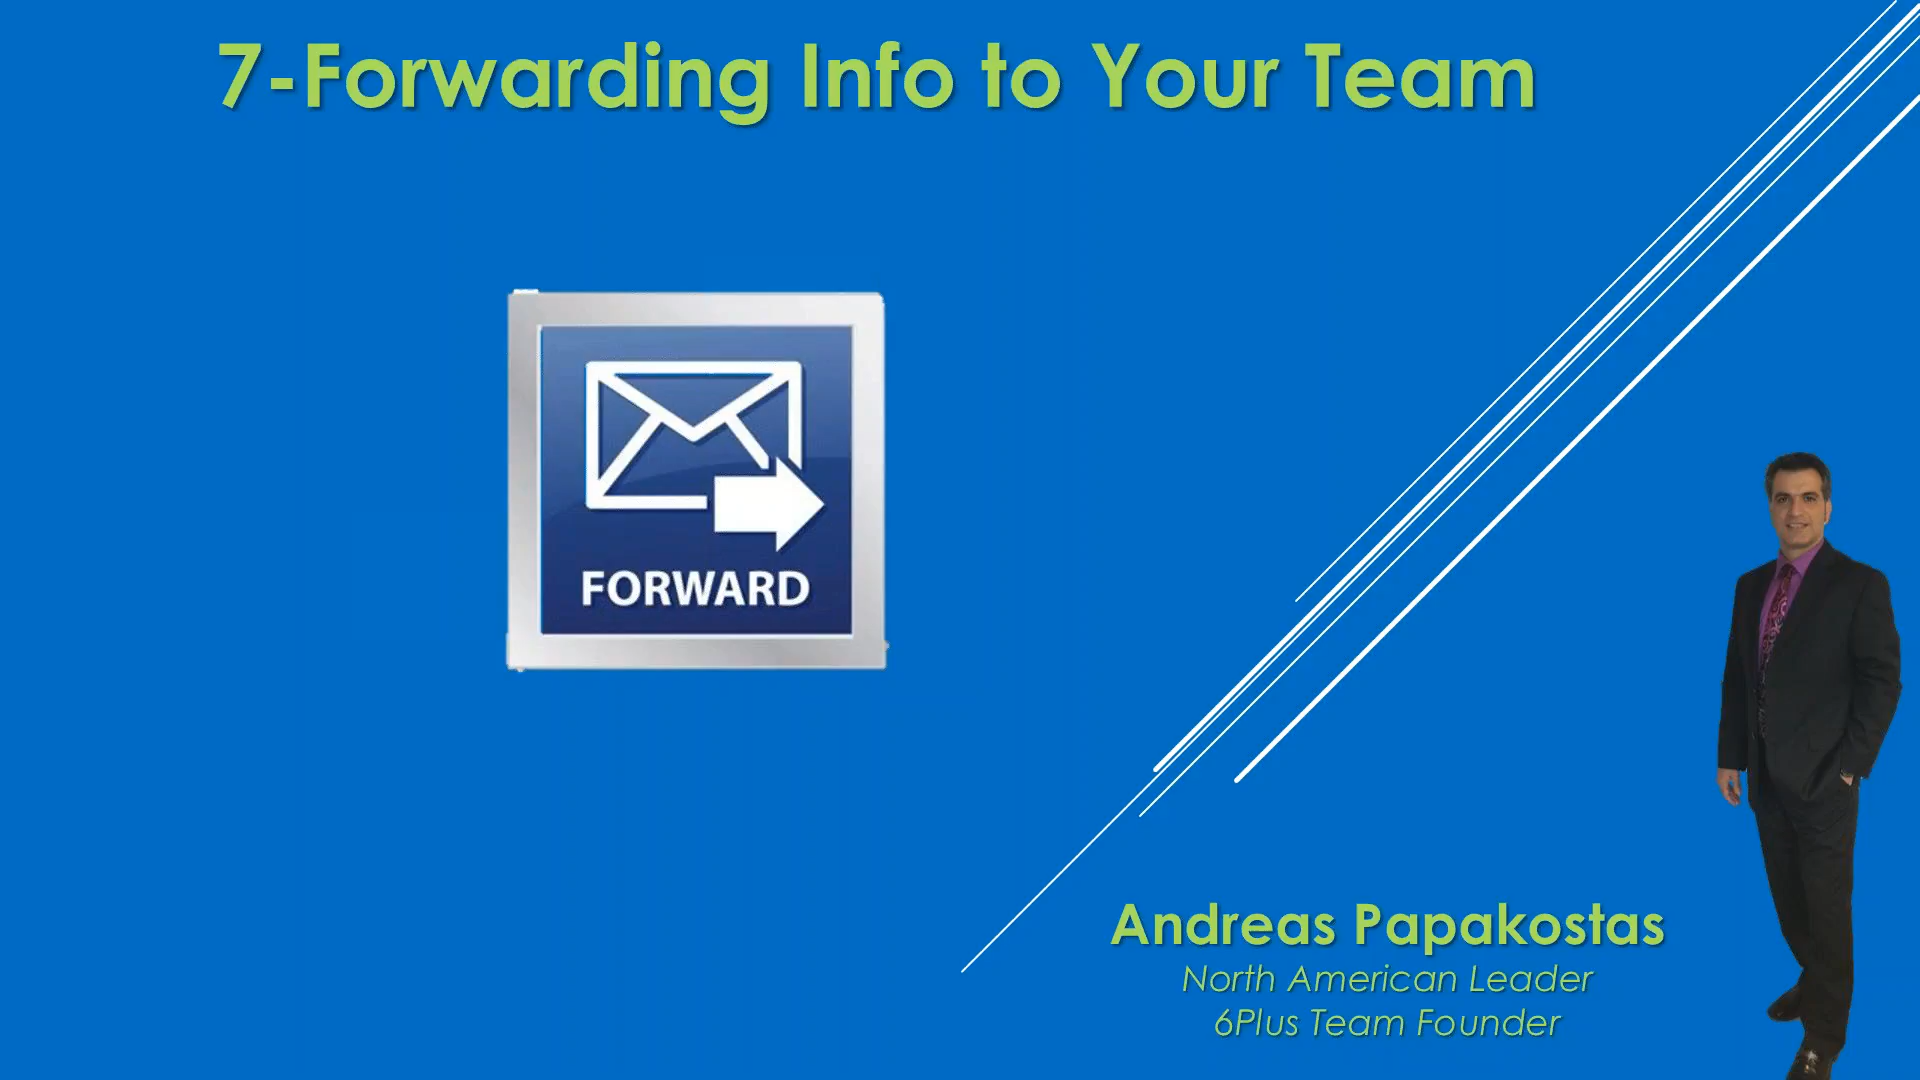 7-Forwarding Info to Your Team
FORWARD
Andreas Papakostas
North American Leader
6Plus Team Founder